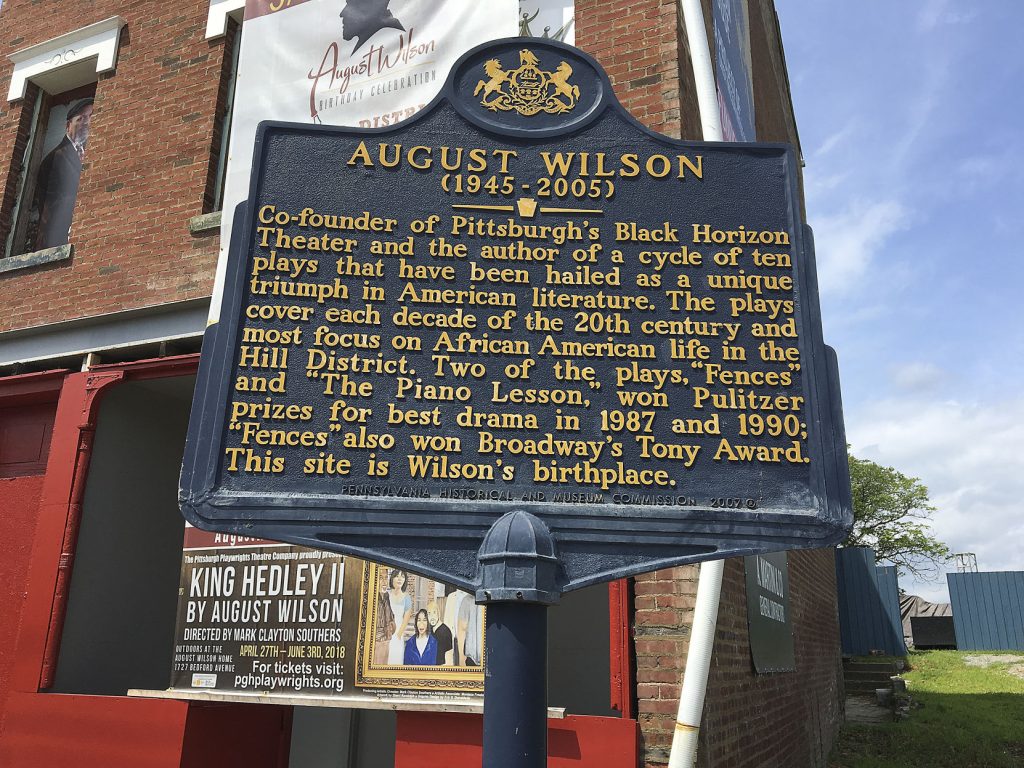 August Wilson
BIRTHDAY CELEBRATION
DISTR
AUGUST WILSON
(1945-2005)
Co-founder of Pittsburgh's Black Horizon
Theater and the author of a cycle of ten
plays that have been hailed as a unique
triumph in American literature. The plays
cover each decade of the 20th century and
most focus on African American life in the
Hill District. Two of the plays, "Fences"
and "The Piano Lesson," won Pulitzer
prizes for best drama in 1987 and 1990;
"Fences" also won Broadway's Tony Award.
This site is Wilson's birthplace.
PENNSYLVANIA HISTORICAL AND MUSEUM COMMISSION 2007 ©
August
The Pittsburgh Playwrights Theatre Company proudly
KING HEDLEY II
BY AUGUST WILSON
DIRECTED BY MARK CLAYTON SOUTHERS
APRIL 27TH – JUNE 3RD, 2018
OUTDOORS AT THE
AUGUST WILSON HOME
1727 BEDFORD AVENUE
For tickets visit:
pghplaywrights.org